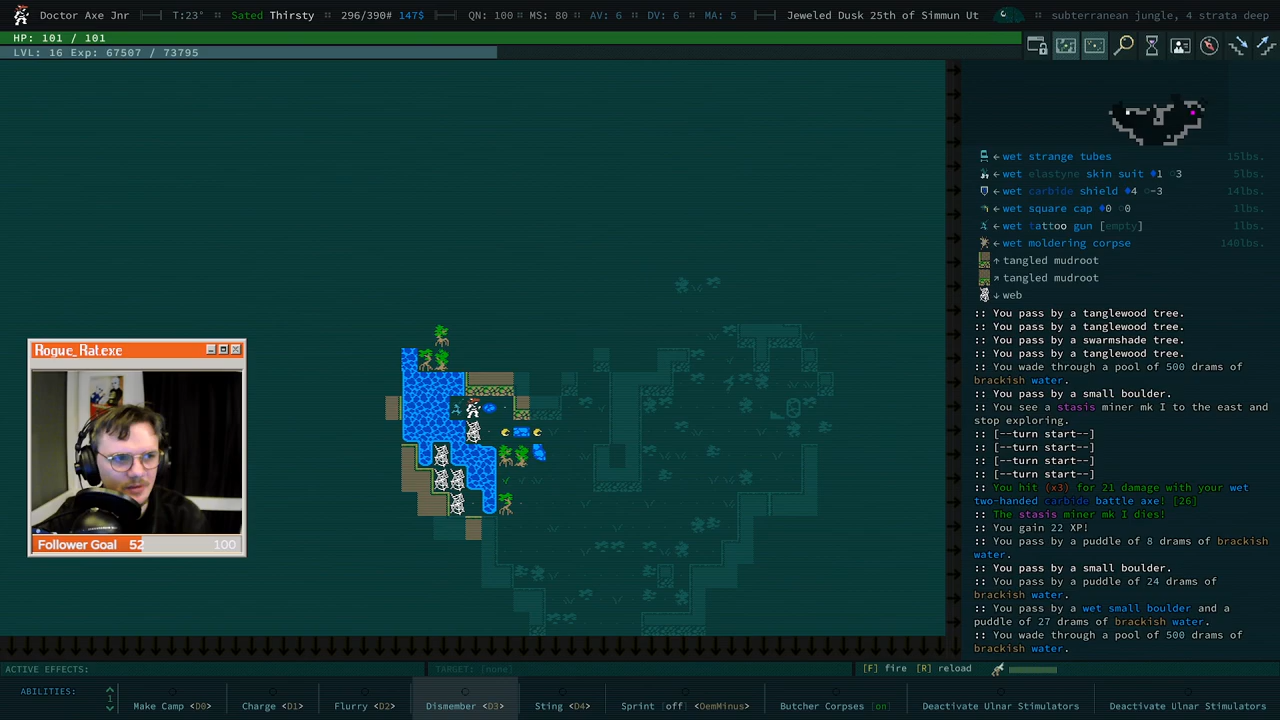 Doctor Axe Jnr T:23° Sated Thirsty 296/390# 147$ QN: 100 MS: 80 AV: 6 DV: 6 MA: 5 Jeweled Dusk 25th of Simmun Ut subterranean jungle, 4 strata deep
HP: 101 / 101
LVL: 16 Exp: 67507 / 73795
wet strange tubes 15lbs.
wet elastyne skin suit ♦1 ○3 5lbs.
wet carbide shield ♦4 ○-3 14lbs.
wet square cap ♦0 ○0 1lbs.
wet tattoo gun [empty] 1lbs.
wet moldering corpse 140lbs.
tangled mudroot
tangled mudroot
web
:: You pass by a tanglewood tree.
:: You pass by a tanglewood tree.
:: You pass by a swarmshade tree.
:: You pass by a tanglewood tree.
:: You wade through a pool of 500 drams of
brackish water.
:: You pass by a small boulder.
:: You see a stasis miner mk I to the east and
stop exploring.
:: [--turn start--]
:: [--turn start--]
:: [--turn start--]
:: [--turn start--]
:: You hit (x3) for 21 damage with your wet
two-handed carbide battle axe! [26]
:: The stasis miner mk I dies!
:: You gain 22 XP!
:: You pass by a puddle of 8 drams of brackish
water.
:: You pass by a small boulder.
:: You pass by a puddle of 24 drams of
brackish water.
:: You pass by a wet small boulder and a
puddle of 27 drams of brackish water.
:: You wade through a pool of 500 drams of
brackish water.
Rogue_Rat.exe
Follower Goal 52 100
ACTIVE EFFECTS: TARGET: [none] [F] fire [R] reload
ABILITIES: 1 Make Camp <D0> Charge <D1> Flurry <D2> Dismember <D3> Sting <D4> Sprint [off] <OemMinus> Butcher Corpses [on] Deactivate Ulnar Stimulators Deactivate Ulnar Stimulators